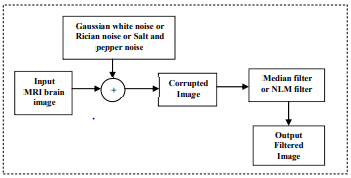 Gaussian white noise or
Rician noise or Salt and
pepper noise
Input
MRI brain
image
+
Corrupted
Image
Median filter
or NLM filter
Output
Filtered
Image